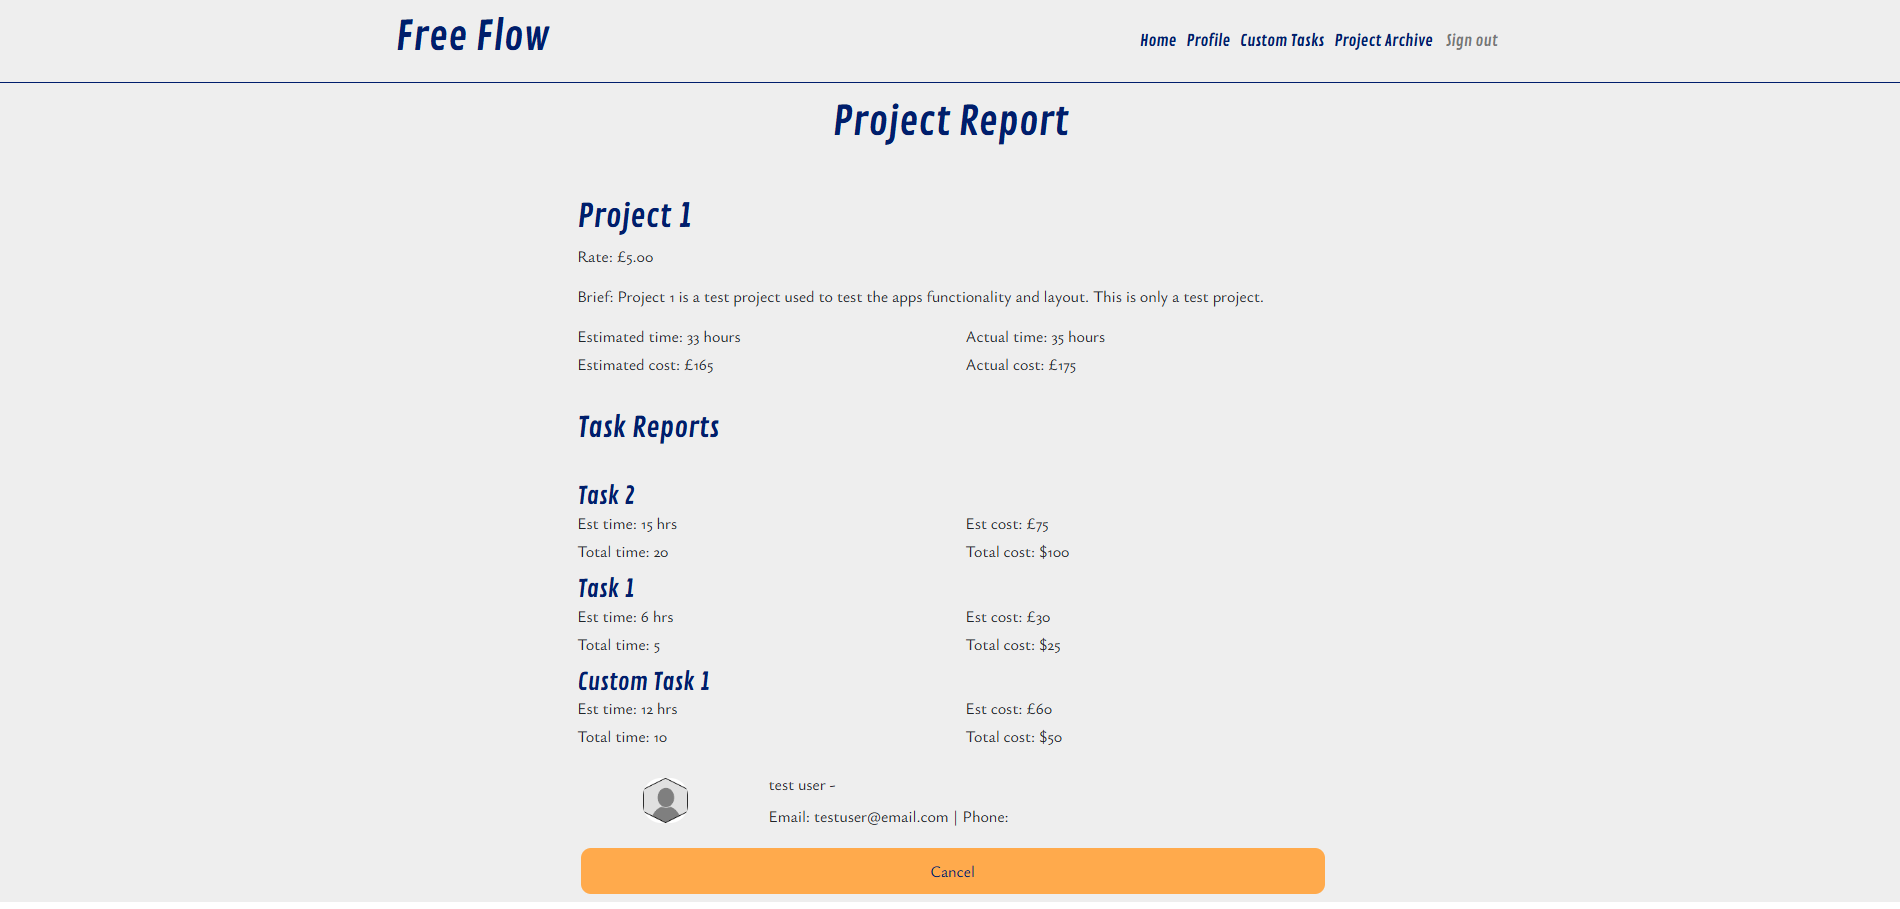 Free Flow
Home Profile Custom Tasks Project Archive Sign out
Project Report
Project 1
Rate: £5.00
Brief: Project 1 is a test project used to test the apps functionality and layout. This is only a test project.
Estimated time: 33 hours Actual time: 35 hours
Estimated cost: £165 Actual cost: £175
Task Reports
Task 2
Est time: 15 hrs Est cost: £75
Total time: 20 Total cost: $100
Task 1
Est time: 6 hrs Est cost: £30
Total time: 5 Total cost: $25
Custom Task 1
Est time: 12 hrs Est cost: £60
Total time: 10 Total cost: $50
test user -
Email: testuser@email.com | Phone:
Cancel